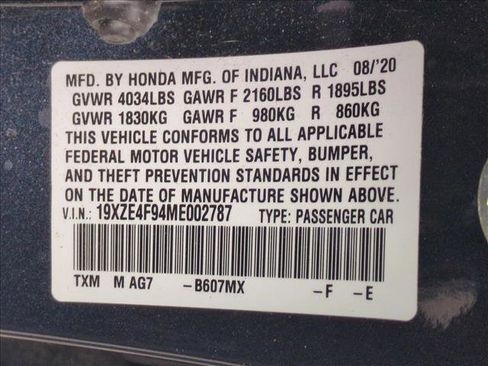 MFD. BY HONDA MFG. OF INDIANA, LLC 08/'20
GVWR 4034LBS GAWR F 2160LBS R 1895LBS
GVWR 1830KG GAWR F 980KG R 860KG
THIS VEHICLE CONFORMS TO ALL APPLICABLE
FEDERAL MOTOR VEHICLE SAFETY, BUMPER,
AND THEFT PREVENTION STANDARDS IN EFFECT
ON THE DATE OF MANUFACTURE SHOWN ABOVE.
V.I.N.: 19XZE4F94ME002787 TYPE: PASSENGER CAR
TXM M AG7 -B607MX -F -E